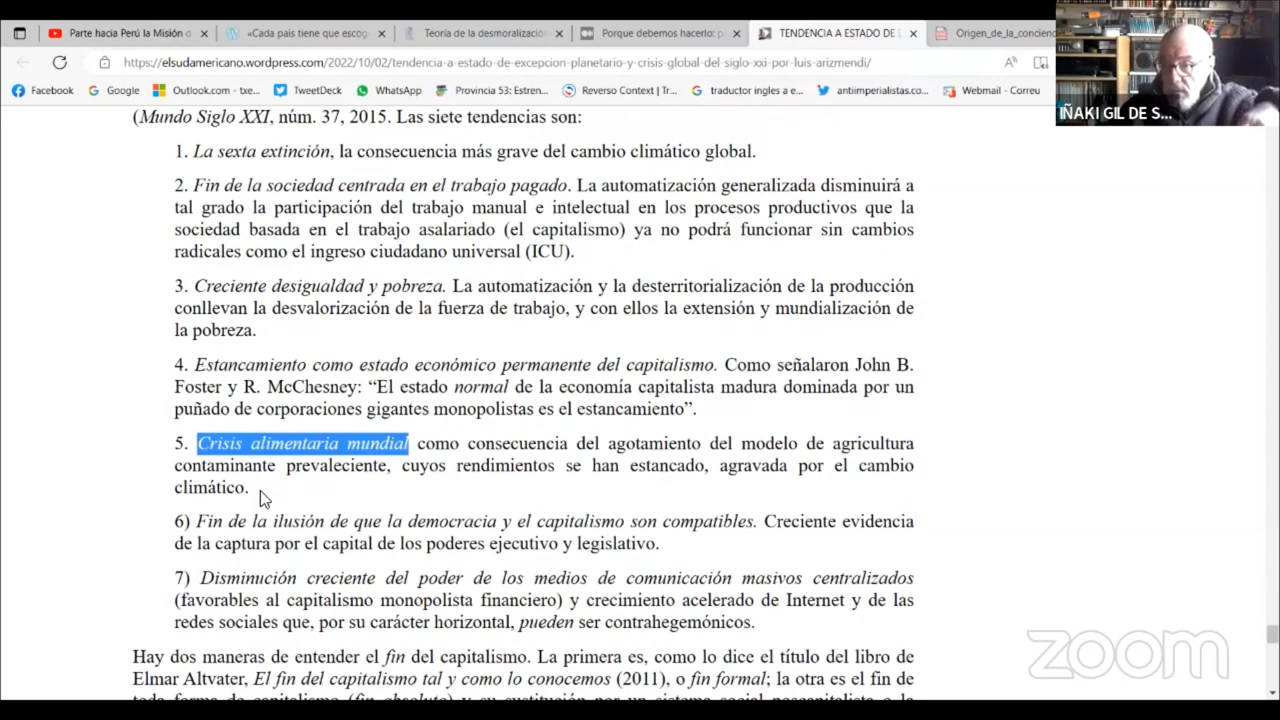 Parte hacia Perú la Misión d
«Cada pais tiene que escog
Teoría de la desmoralizació
Porque debemos hacerlo: p
TENDENCIA A ESTADO DE E
Origen_de_la_concienc
https://elsudamericano.wordpress.com/2022/10/02/tendencia-a-estado-de-excepcion-planetario-y-crisis-global-del-siglo-xxi-por-luis-arizmendi/
Facebook
Google
Outlook.com - txe...
TweetDeck
WhatsApp
Provincia 53: Estren...
Reverso Context | Tr...
traductor ingles a e...
antiimperialistas.co...
Webmail - Correu
IÑAKI GIL DE S...
(Mundo Siglo XXI, núm. 37, 2015. Las siete tendencias son:
1. La sexta extinción, la consecuencia más grave del cambio climático global.
2. Fin de la sociedad centrada en el trabajo pagado. La automatización generalizada disminuirá a
tal grado la participación del trabajo manual e intelectual en los procesos productivos que la
sociedad basada en el trabajo asalariado (el capitalismo) ya no podrá funcionar sin cambios
radicales como el ingreso ciudadano universal (ICU).
3. Creciente desigualdad y pobreza. La automatización y la desterritorialización de la producción
conllevan la desvalorización de la fuerza de trabajo, y con ellos la extensión y mundialización de
la pobreza.
4. Estancamiento como estado económico permanente del capitalismo. Como señalaron John B.
Foster y R. McChesney: “El estado normal de la economía capitalista madura dominada por un
puñado de corporaciones gigantes monopolistas es el estancamiento”.
5. Crisis alimentaria mundial como consecuencia del agotamiento del modelo de agricultura
contaminante prevaleciente, cuyos rendimientos se han estancado, agravada por el cambio
climático.
6) Fin de la ilusión de que la democracia y el capitalismo son compatibles. Creciente evidencia
de la captura por el capital de los poderes ejecutivo y legislativo.
7) Disminución creciente del poder de los medios de comunicación masivos centralizados
(favorables al capitalismo monopolista financiero) y crecimiento acelerado de Internet y de las
redes sociales que, por su carácter horizontal, pueden ser contrahegemónicos.
Hay dos maneras de entender el fin del capitalismo. La primera es, como lo dice el título del libro de
Elmar Altvater, El fin del capitalismo tal y como lo conocemos (2011), o fin formal; la otra es el fin de
toda forma de capitalismo (fin absoluto) y su sustitución por un sistema social poscapitalista o la
zoom